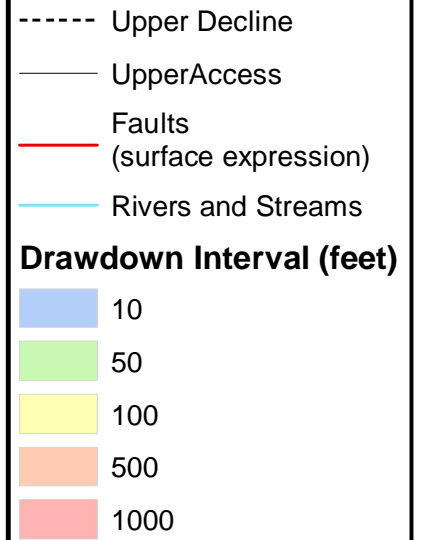 Upper Decline
UpperAccess
Faults
(surface expression)
Rivers and Streams
Drawdown Interval (feet)
10
50
100
500
1000